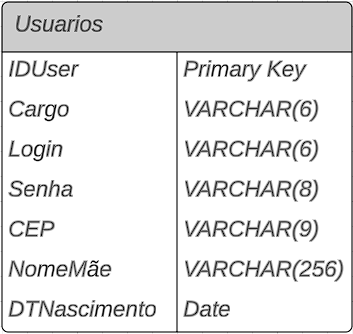 Usuarios
IDUser Primary Key
Cargo VARCHAR(6)
Login VARCHAR(6)
Senha VARCHAR(8)
CEP VARCHAR(9)
NomeMãe VARCHAR(256)
DTNascimento Date